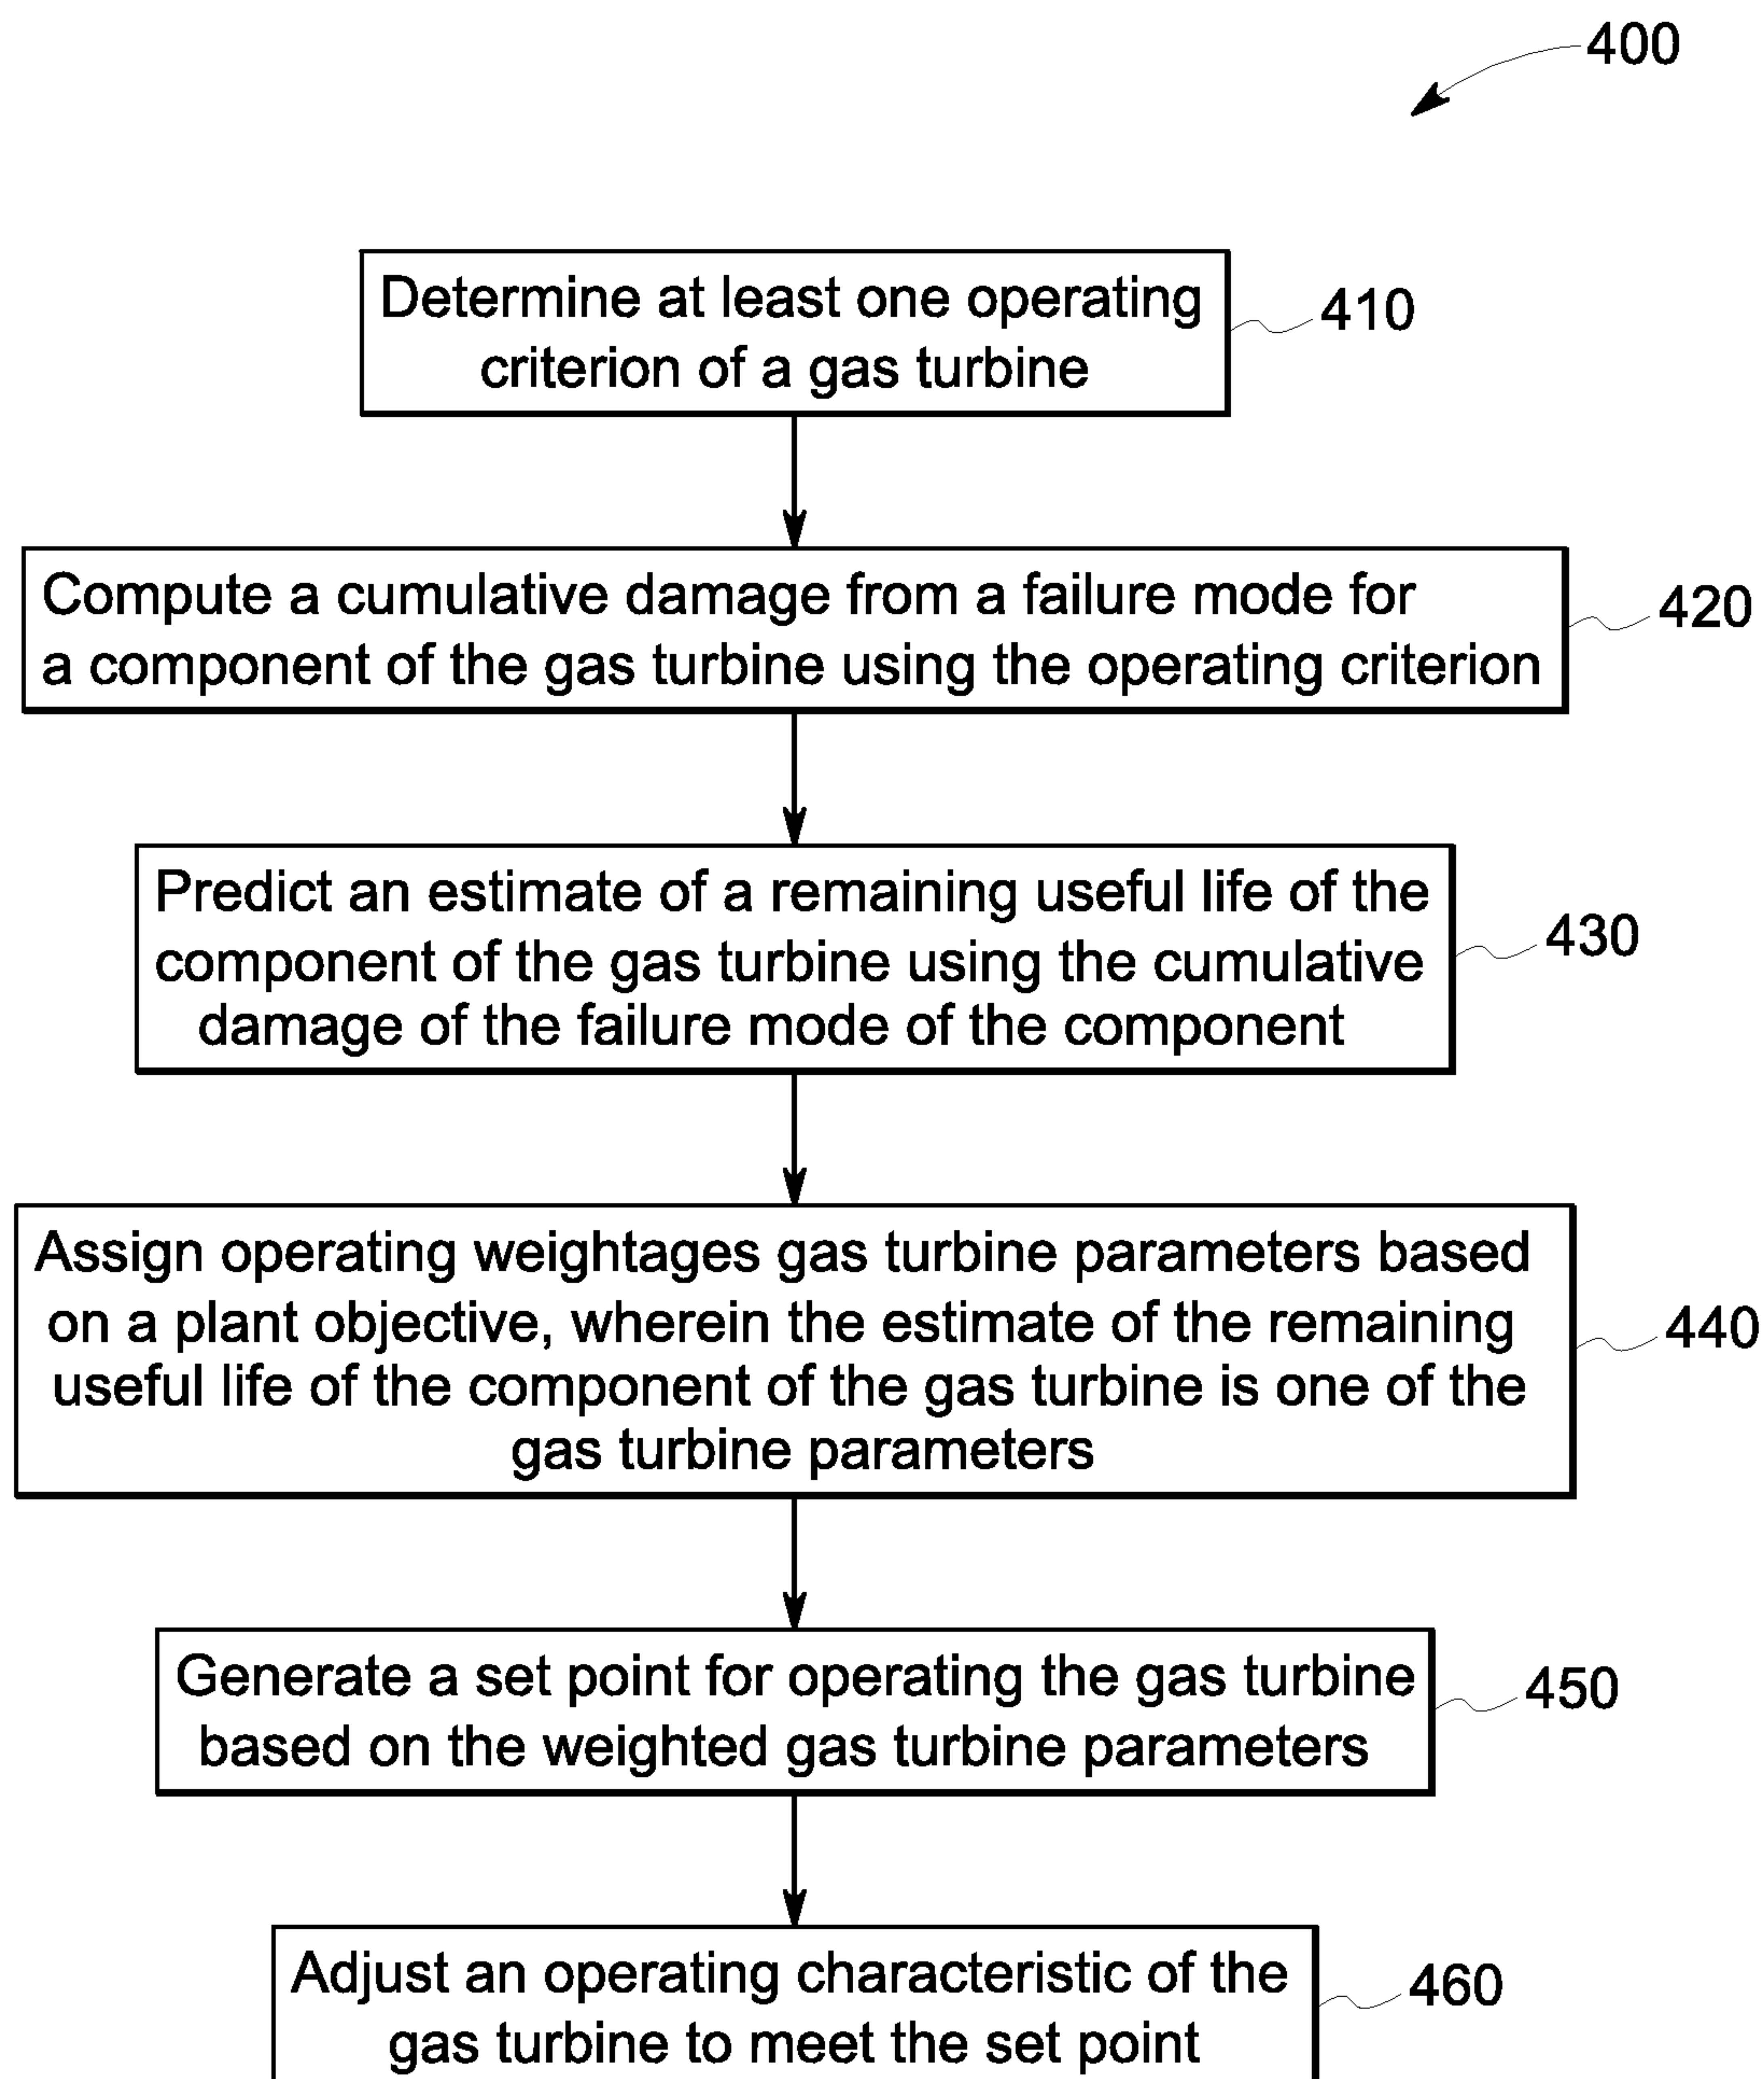 400
Determine at least one operating
criterion of a gas turbine
410
Compute a cumulative damage from a failure mode for
a component of the gas turbine using the operating criterion
420
Predict an estimate of a remaining useful life of the
component of the gas turbine using the cumulative
damage of the failure mode of the component
430
Assign operating weightages gas turbine parameters based
on a plant objective, wherein the estimate of the remaining
useful life of the component of the gas turbine is one of the
gas turbine parameters
440
Generate a set point for operating the gas turbine
based on the weighted gas turbine parameters
450
Adjust an operating characteristic of the
gas turbine to meet the set point
460